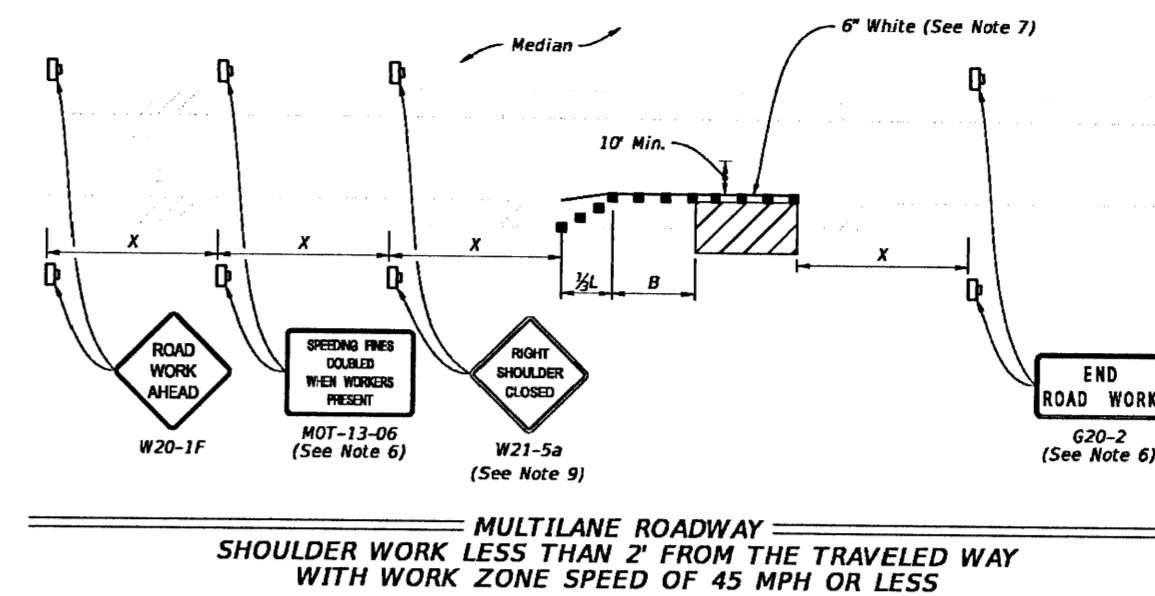 6" White (See Note 7)
Median
10' Min.
X
X
X
X
⅓L
B
ROAD
WORK
AHEAD
W20-1F
SPEEDING FINES
DOUBLED
WHEN WORKERS
PRESENT
MOT-13-06
(See Note 6)
RIGHT
SHOULDER
CLOSED
W21-5a
(See Note 9)
END
ROAD WORK
G20-2
(See Note 6)
MULTILANE ROADWAY
SHOULDER WORK LESS THAN 2' FROM THE TRAVELED WAY
WITH WORK ZONE SPEED OF 45 MPH OR LESS